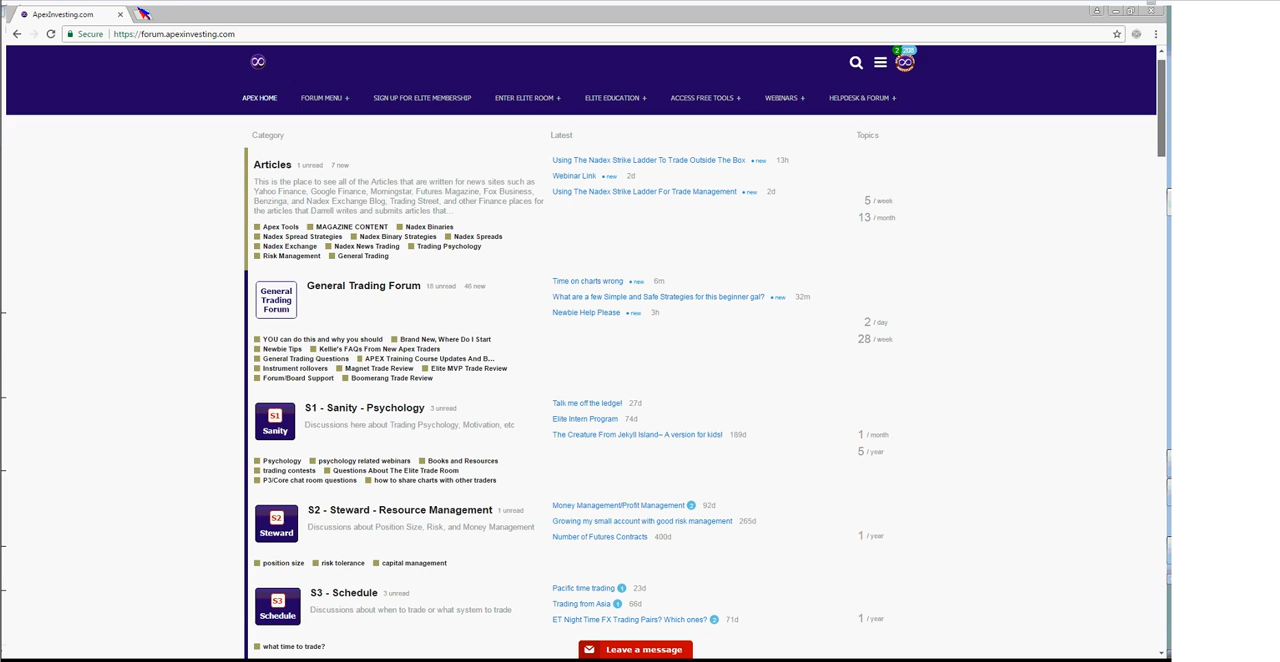 ApexInvesting.com
Secure https://forum.apexinvesting.com
2 208
APEX HOME FORUM MENU + SIGN UP FOR ELITE MEMBERSHIP ENTER ELITE ROOM + ELITE EDUCATION + ACCESS FREE TOOLS + WEBINARS + HELPDESK & FORUM +
Category Latest Topics
Articles 1 unread 7 new
This is the place to see all of the Articles that are written for news sites such as
Yahoo Finance, Google Finance, Morningstar, Futures Magazine, Fox Business,
Benzinga, and Nadex Exchange Blog, Trading Street, and other Finance places for
the articles that Darrell writes and submits articles that...
Apex Tools MAGAZINE CONTENT Nadex Binaries
Nadex Spread Strategies Nadex Binary Strategies Nadex Spreads
Nadex Exchange Nadex News Trading Trading Psychology
Risk Management General Trading
Using The Nadex Strike Ladder To Trade Outside The Box • new 13h
Webinar Link • new 2d
Using The Nadex Strike Ladder For Trade Management • new 2d
5 / week
13 / month
General
Trading
Forum
General Trading Forum 18 unread 46 new
YOU can do this and why you should Brand New, Where Do I Start
Newbie Tips Kellie's FAQs From New Apex Traders
General Trading Questions APEX Training Course Updates And B...
Instrument rollovers Magnet Trade Review Elite MVP Trade Review
Forum/Board Support Boomerang Trade Review
Time on charts wrong • new 6m
What are a few Simple and Safe Strategies for this beginner gal? • new 32m
Newbie Help Please • new 3h
2 / day
28 / week
S1
Sanity
S1 - Sanity - Psychology 3 unread
Discussions here about Trading Psychology, Motivation, etc
Psychology psychology related webinars Books and Resources
trading contests Questions About The Elite Trade Room
P3/Core chat room questions how to share charts with other traders
Talk me off the ledge! 27d
Elite Intern Program 74d
The Creature From Jekyll Island– A version for kids! 189d
1 / month
5 / year
S2
Steward
S2 - Steward - Resource Management 1 unread
Discussions about Position Size, Risk, and Money Management
position size risk tolerance capital management
Money Management/Profit Management 2 92d
Growing my small account with good risk management 265d
Number of Futures Contracts 400d
1 / year
S3
Schedule
S3 - Schedule 3 unread
Discussions about when to trade or what system to trade
what time to trade?
Pacific time trading 1 23d
Trading from Asia 1 66d
ET Night Time FX Trading Pairs? Which ones? 2 71d
1 / year
Leave a message